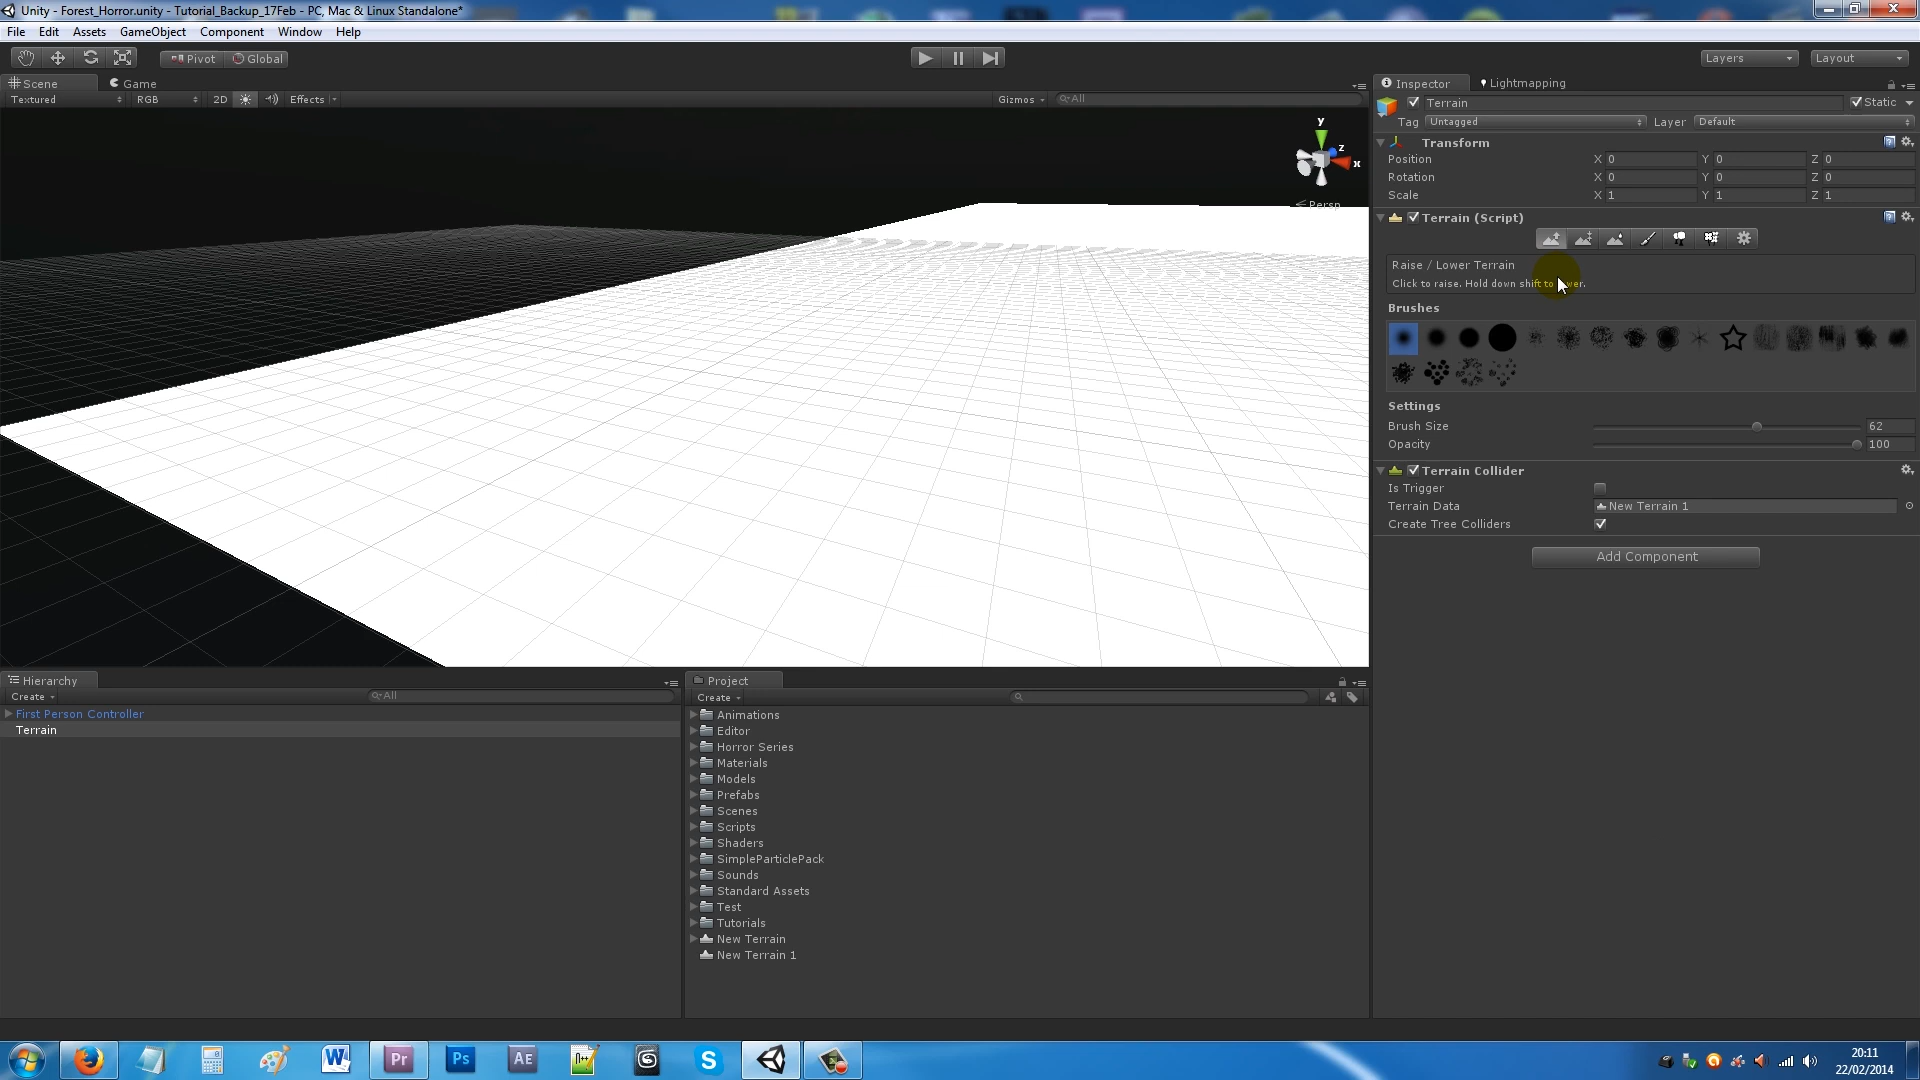 Unity - Forest_Horror.unity - Tutorial_Backup_17Feb - PC, Mac & Linux Standalone*
File Edit Assets GameObject Component Window Help
Pivot Global Layers Layout
Scene Game
Textured RGB 2D Effects Gizmos All
y
z
x
Persp
Inspector Lightmapping
Terrain Static
Tag Untagged Layer Default
Transform
Position X 0 Y 0 Z 0
Rotation X 0 Y 0 Z 0
Scale X 1 Y 1 Z 1
Terrain (Script)
Raise / Lower Terrain
Click to raise. Hold down shift to
Brushes
Settings
Brush Size 62
Opacity 100
Terrain Collider
Is Trigger
Terrain Data New Terrain 1
Create Tree Colliders
Add Component
Hierarchy
Create All
First Person Controller
Terrain
Project
Create
Animations
Editor
Horror Series
Materials
Models
Prefabs
Scenes
Scripts
Shaders
SimpleParticlePack
Sounds
Standard Assets
Test
Tutorials
New Terrain
New Terrain 1
W Pr Ps AE S
20:11
22/02/2014